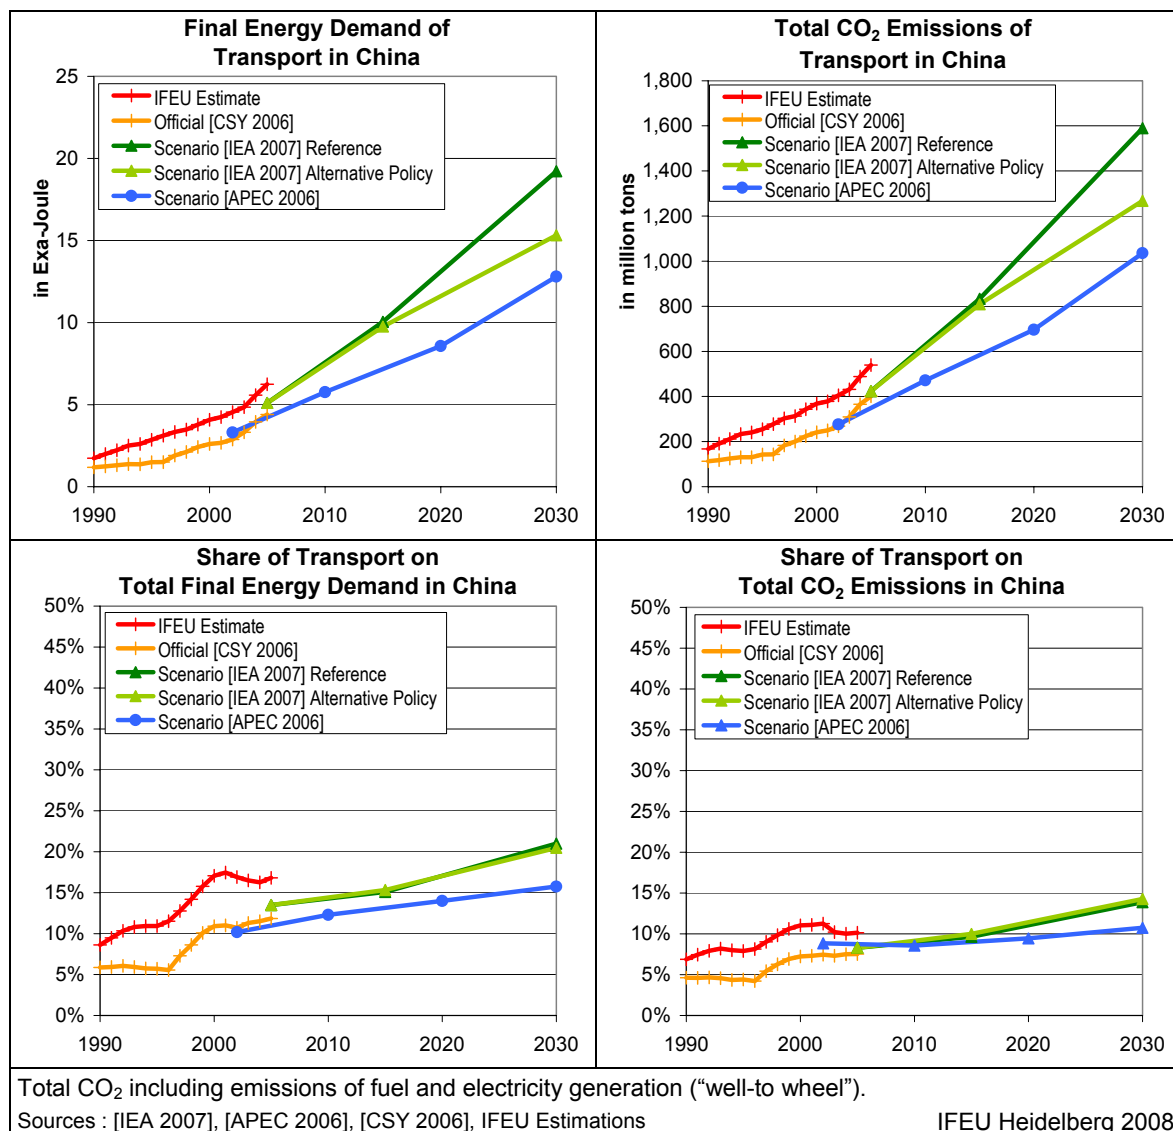 Final Energy Demand of
Transport in China
in Exa-Joule
25
20
15
10
5
0
IFEU Estimate
Official [CSY 2006]
Scenario [IEA 2007] Reference
Scenario [IEA 2007] Alternative Policy
Scenario [APEC 2006]
1990 2000 2010 2020 2030
Total CO₂ Emissions of
Transport in China
in million tons
1,800
1,600
1,400
1,200
1,000
800
600
400
200
0
IFEU Estimate
Official [CSY 2006]
Scenario [IEA 2007] Reference
Scenario [IEA 2007] Alternative Policy
Scenario [APEC 2006]
1990 2000 2010 2020 2030
Share of Transport on
Total Final Energy Demand in China
50%
45%
40%
35%
30%
25%
20%
15%
10%
5%
0%
IFEU Estimate
Official [CSY 2006]
Scenario [IEA 2007] Reference
Scenario [IEA 2007] Alternative Policy
Scenario [APEC 2006]
1990 2000 2010 2020 2030
Share of Transport on
Total CO₂ Emissions in China
50%
45%
40%
35%
30%
25%
20%
15%
10%
5%
0%
IFEU Estimate
Official [CSY 2006]
Scenario [IEA 2007] Reference
Scenario [IEA 2007] Alternative Policy
Scenario [APEC 2006]
1990 2000 2010 2020 2030
Total CO₂ including emissions of fuel and electricity generation (“well-to wheel”).
Sources : [IEA 2007], [APEC 2006], [CSY 2006], IFEU Estimations IFEU Heidelberg 2008